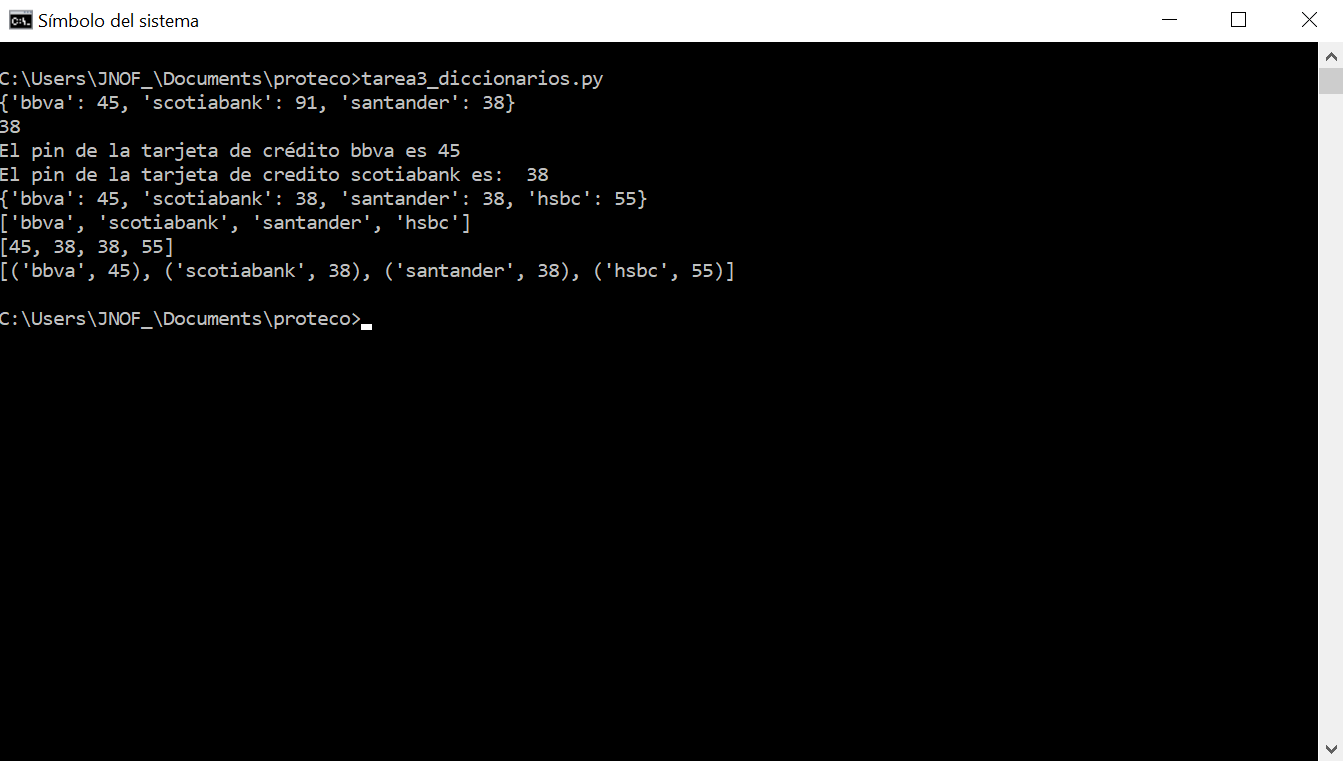 Símbolo del sistema
C:\Users\JNOF_\Documents\proteco>tarea3_diccionarios.py
{'bbva': 45, 'scotiabank': 91, 'santander': 38}
38
El pin de la tarjeta de crédito bbva es 45
El pin de la tarjeta de credito scotiabank es:  38
{'bbva': 45, 'scotiabank': 38, 'santander': 38, 'hsbc': 55}
['bbva', 'scotiabank', 'santander', 'hsbc']
[45, 38, 38, 55]
[('bbva', 45), ('scotiabank', 38), ('santander', 38), ('hsbc', 55)]
C:\Users\JNOF_\Documents\proteco>